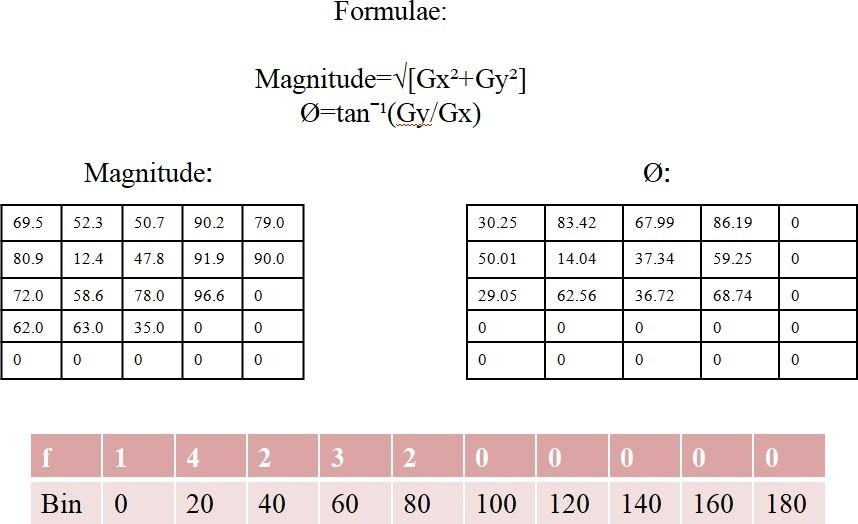 Formulae:
Magnitude=√[Gx²+Gy²]
Ø=tan⁻¹(Gy/Gx)
Magnitude: Ø:
69.5 52.3 50.7 90.2 79.0 30.25 83.42 67.99 86.19 0
80.9 12.4 47.8 91.9 90.0 50.01 14.04 37.34 59.25 0
72.0 58.6 78.0 96.6 0 29.05 62.56 36.72 68.74 0
62.0 63.0 35.0 0 0 0 0 0 0 0
0 0 0 0 0 0 0 0 0 0
f 1 4 2 3 2 0 0 0 0 0
Bin 0 20 40 60 80 100 120 140 160 180